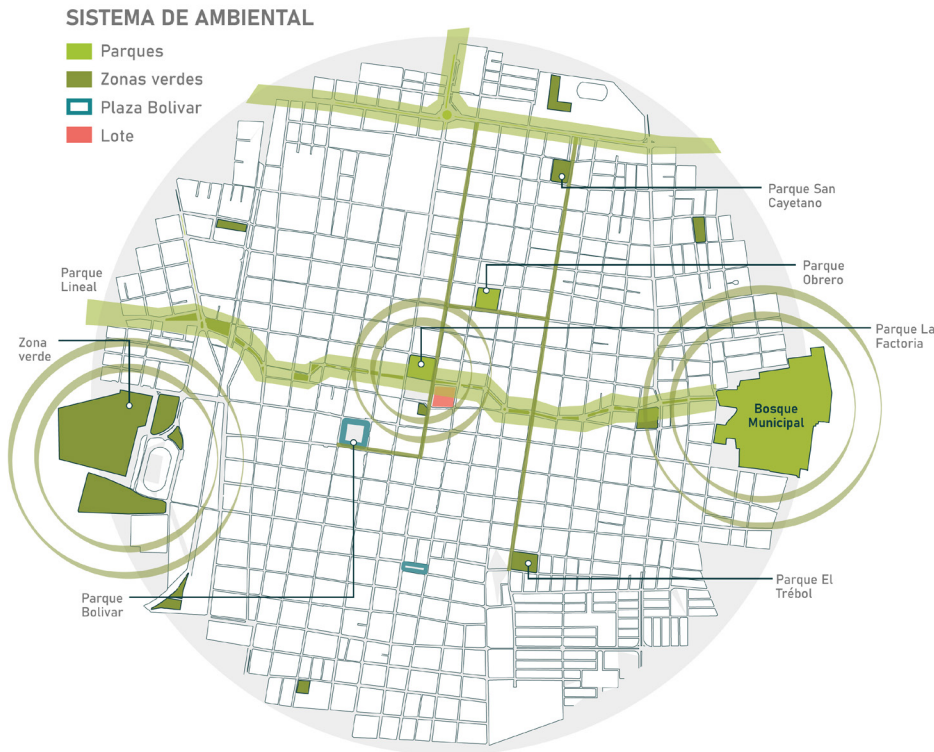 SISTEMA DE AMBIENTAL
Parques
Zonas verdes
Plaza Bolivar
Lote
Parque San
Cayetano
Parque
Obrero
Parque
Lineal
Parque La
Factoria
Zona
verde
Bosque
Municipal
Parque El
Trébol
Parque
Bolivar